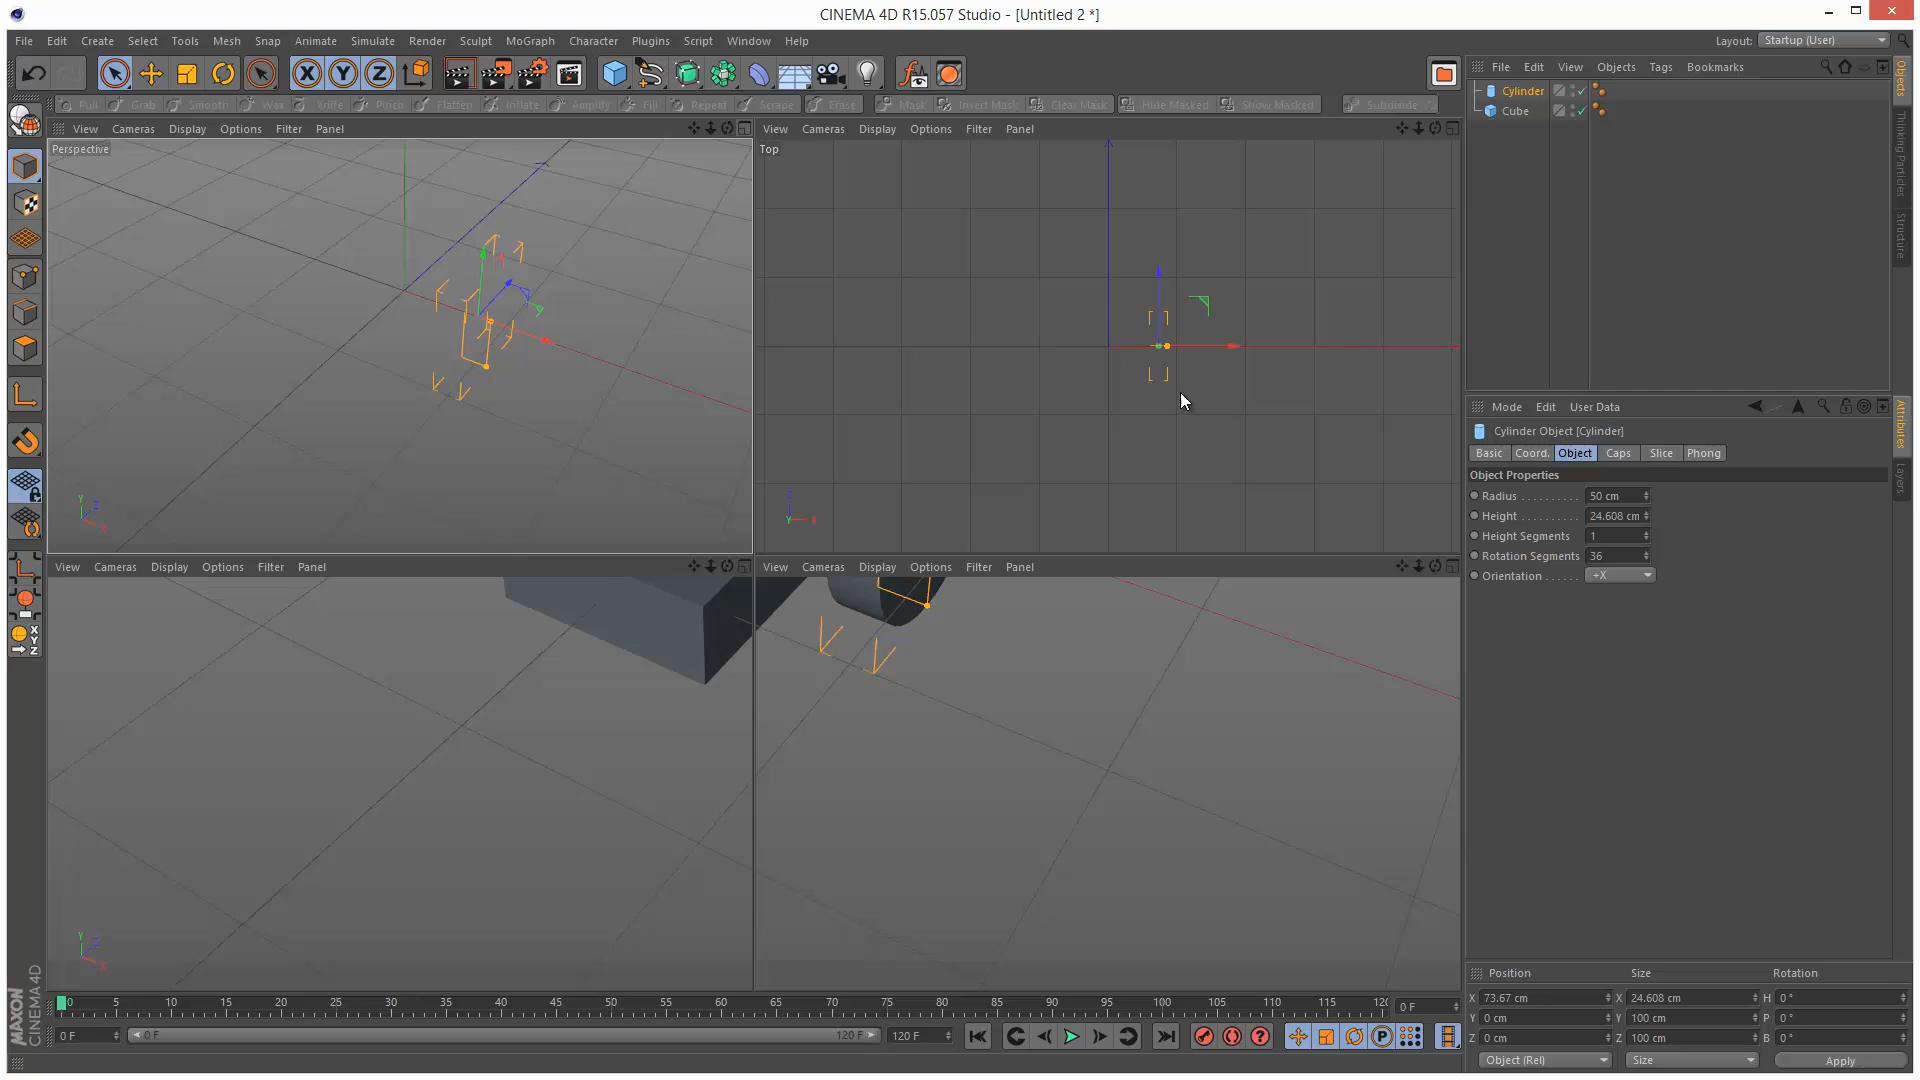 CINEMA 4D R15.057 Studio - [Untitled 2 *]
File Edit Create Select Tools Mesh Snap Animate Simulate Render Sculpt MoGraph Character Plugins Script Window Help Layout: Startup (User)
Pull Grab Smooth Wax Knife Pinch Flatten Inflate Amplify Fill Repeat Scrape Erase Mask Invert Mask Clear Mask Hide Masked Show Masked Subdivide
View Cameras Display Options Filter Panel
Perspective
View Cameras Display Options Filter Panel
Top
View Cameras Display Options Filter Panel
View Cameras Display Options Filter Panel
File Edit View Objects Tags Bookmarks
Cylinder
Cube
Objects
Thinking Particles
Structure
Mode Edit User Data
Cylinder Object [Cylinder]
Basic Coord. Object Caps Slice Phong
Object Properties
Radius . . . . . . . . . 50 cm
Height . . . . . . . . . 24.608 cm
Height Segments 1
Rotation Segments 36
Orientation . . . . . . +X
Attributes
Layers
X
Y
Z
MAXON
CINEMA 4D
0 5 10 15 20 25 30 35 40 45 50 55 60 65 70 75 80 85 90 95 100 105 110 115 120 0 F
0 F 0 F 120 F 120 F
Position Size Rotation
X 73.67 cm X 24.608 cm H 0 °
Y 0 cm Y 100 cm P 0 °
Z 0 cm Z 100 cm B 0 °
Object (Rel) Size Apply